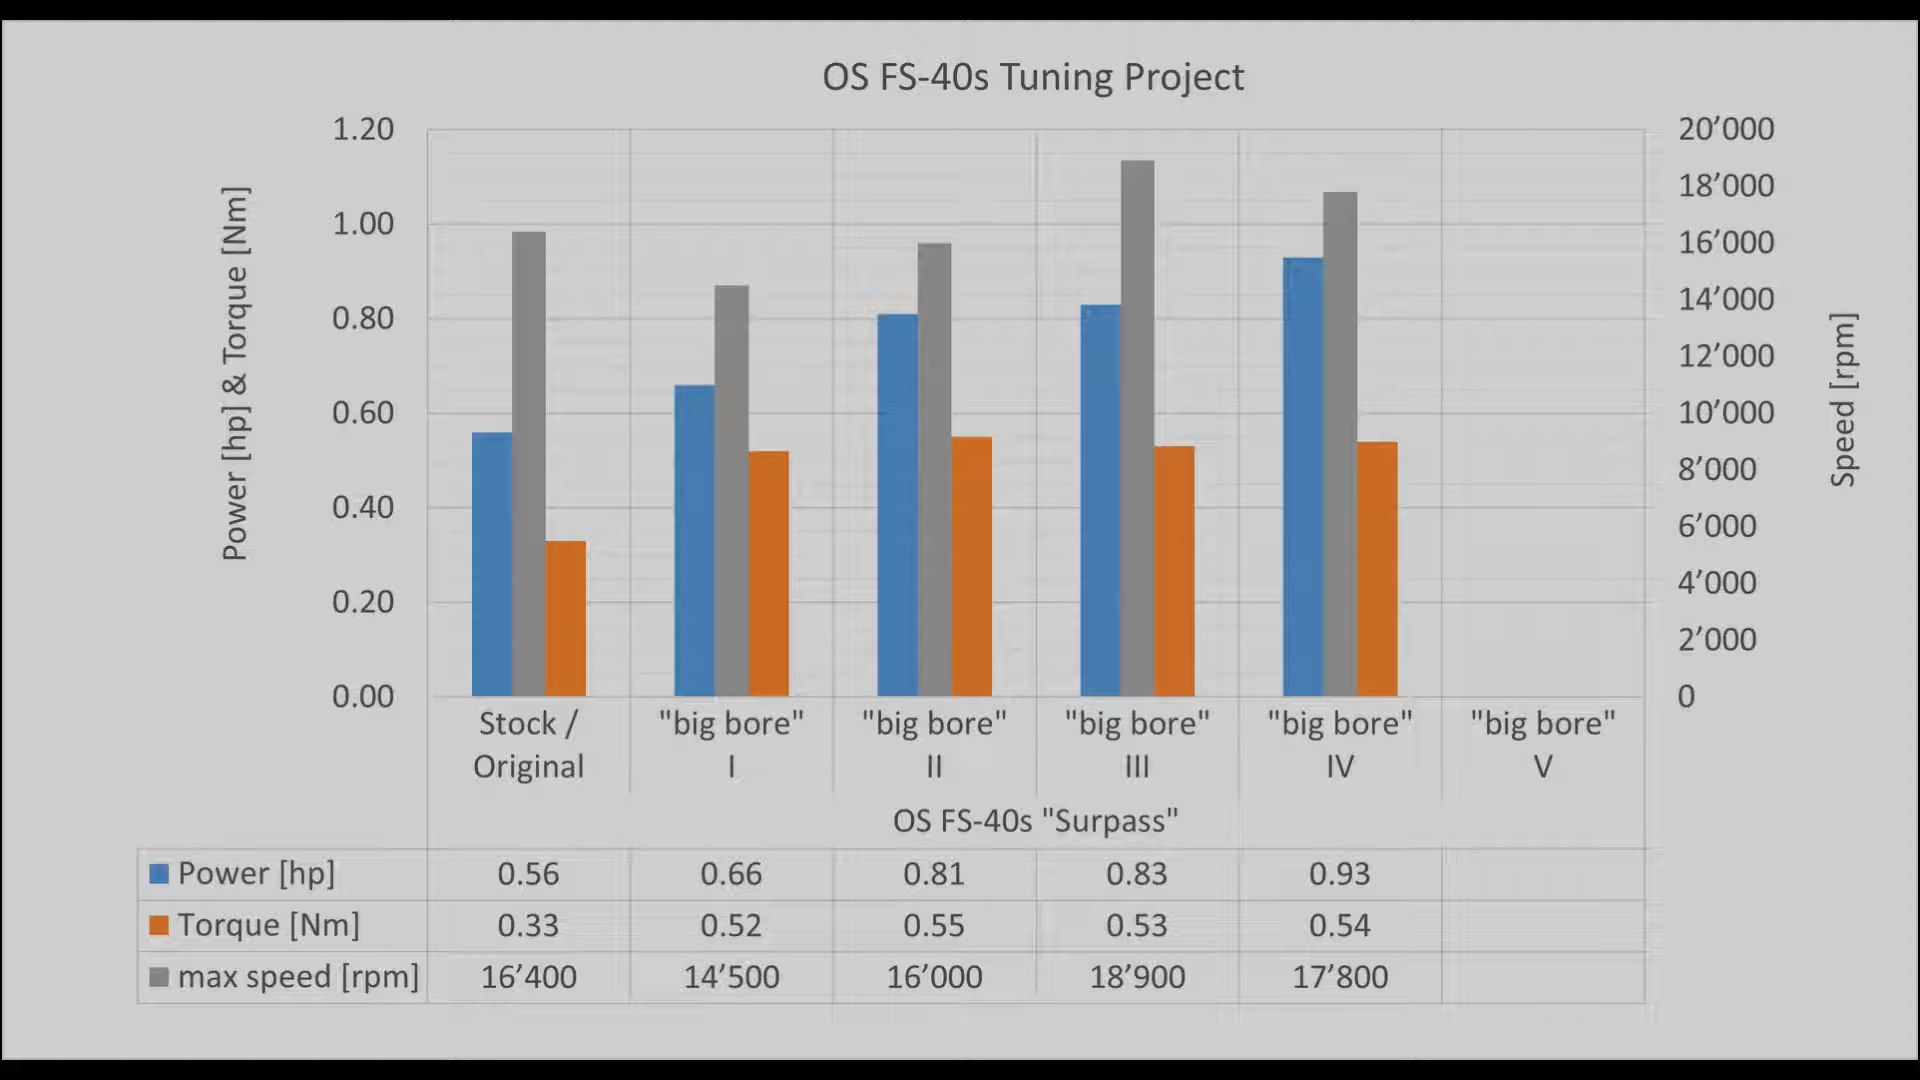 OS FS-40s Tuning Project
Power [hp] & Torque [Nm]
1.20
1.00
0.80
0.60
0.40
0.20
0.00
20’000
18’000
16’000
14’000
12’000
10’000
8’000
6’000
4’000
2’000
0
Speed [rpm]
Stock /
Original
"big bore"
I
"big bore"
II
"big bore"
III
"big bore"
IV
"big bore"
V
OS FS-40s "Surpass"
Power [hp] 0.56 0.66 0.81 0.83 0.93
Torque [Nm] 0.33 0.52 0.55 0.53 0.54
max speed [rpm] 16’400 14’500 16’000 18’900 17’800